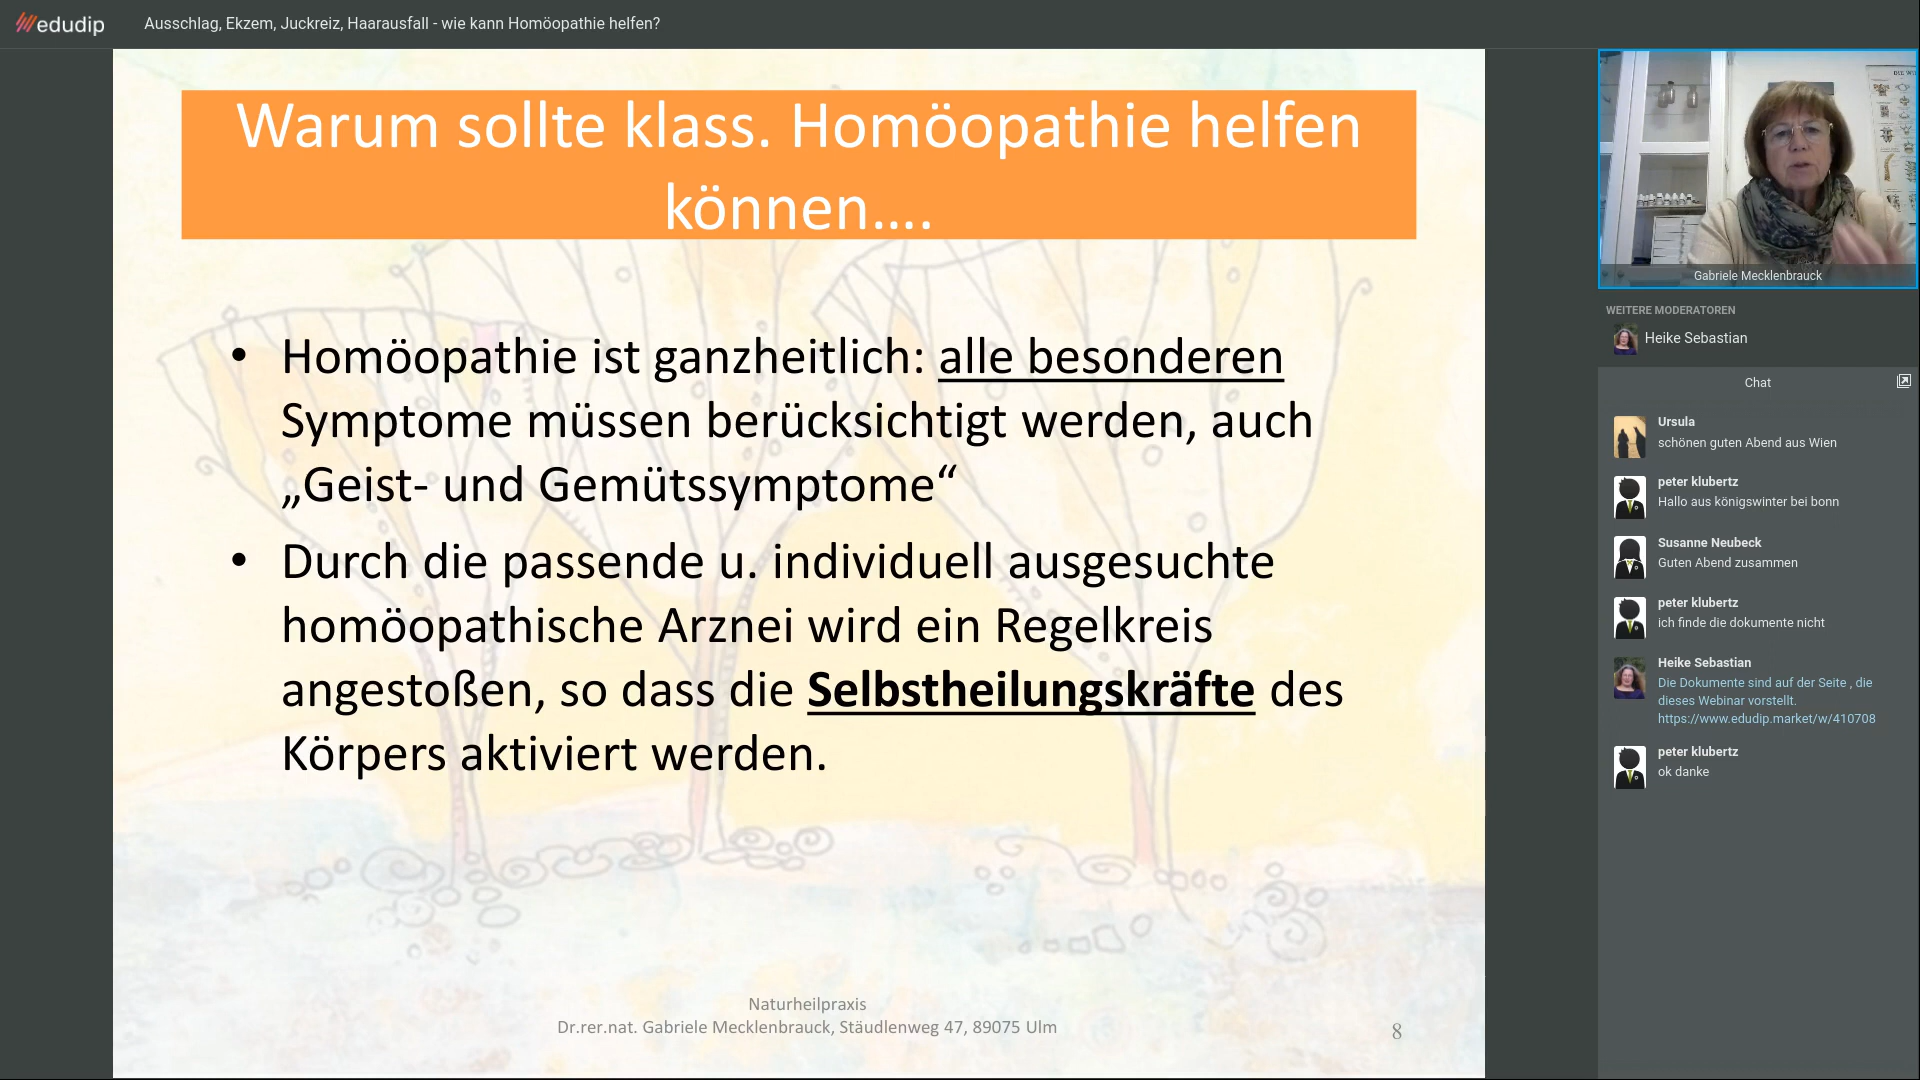 edudip
Ausschlag, Ekzem, Juckreiz, Haarausfall - wie kann Homöopathie helfen?
Warum sollte klass. Homöopathie helfen
können....
• Homöopathie ist ganzheitlich: alle besonderen
Symptome müssen berücksichtigt werden, auch
„Geist- und Gemütssymptome“
• Durch die passende u. individuell ausgesuchte
homöopathische Arznei wird ein Regelkreis
angestoßen, so dass die Selbstheilungskräfte des
Körpers aktiviert werden.
Naturheilpraxis
Dr.rer.nat. Gabriele Mecklenbrauck, Stäudlenweg 47, 89075 Ulm
8
Gabriele Mecklenbrauck
WEITERE MODERATOREN
Heike Sebastian
Chat
Ursula
schönen guten Abend aus Wien
peter klubertz
Hallo aus königswinter bei bonn
Susanne Neubeck
Guten Abend zusammen
peter klubertz
ich finde die dokumente nicht
Heike Sebastian
Die Dokumente sind auf der Seite , die
dieses Webinar vorstellt.
https://www.edudip.market/w/410708
peter klubertz
ok danke